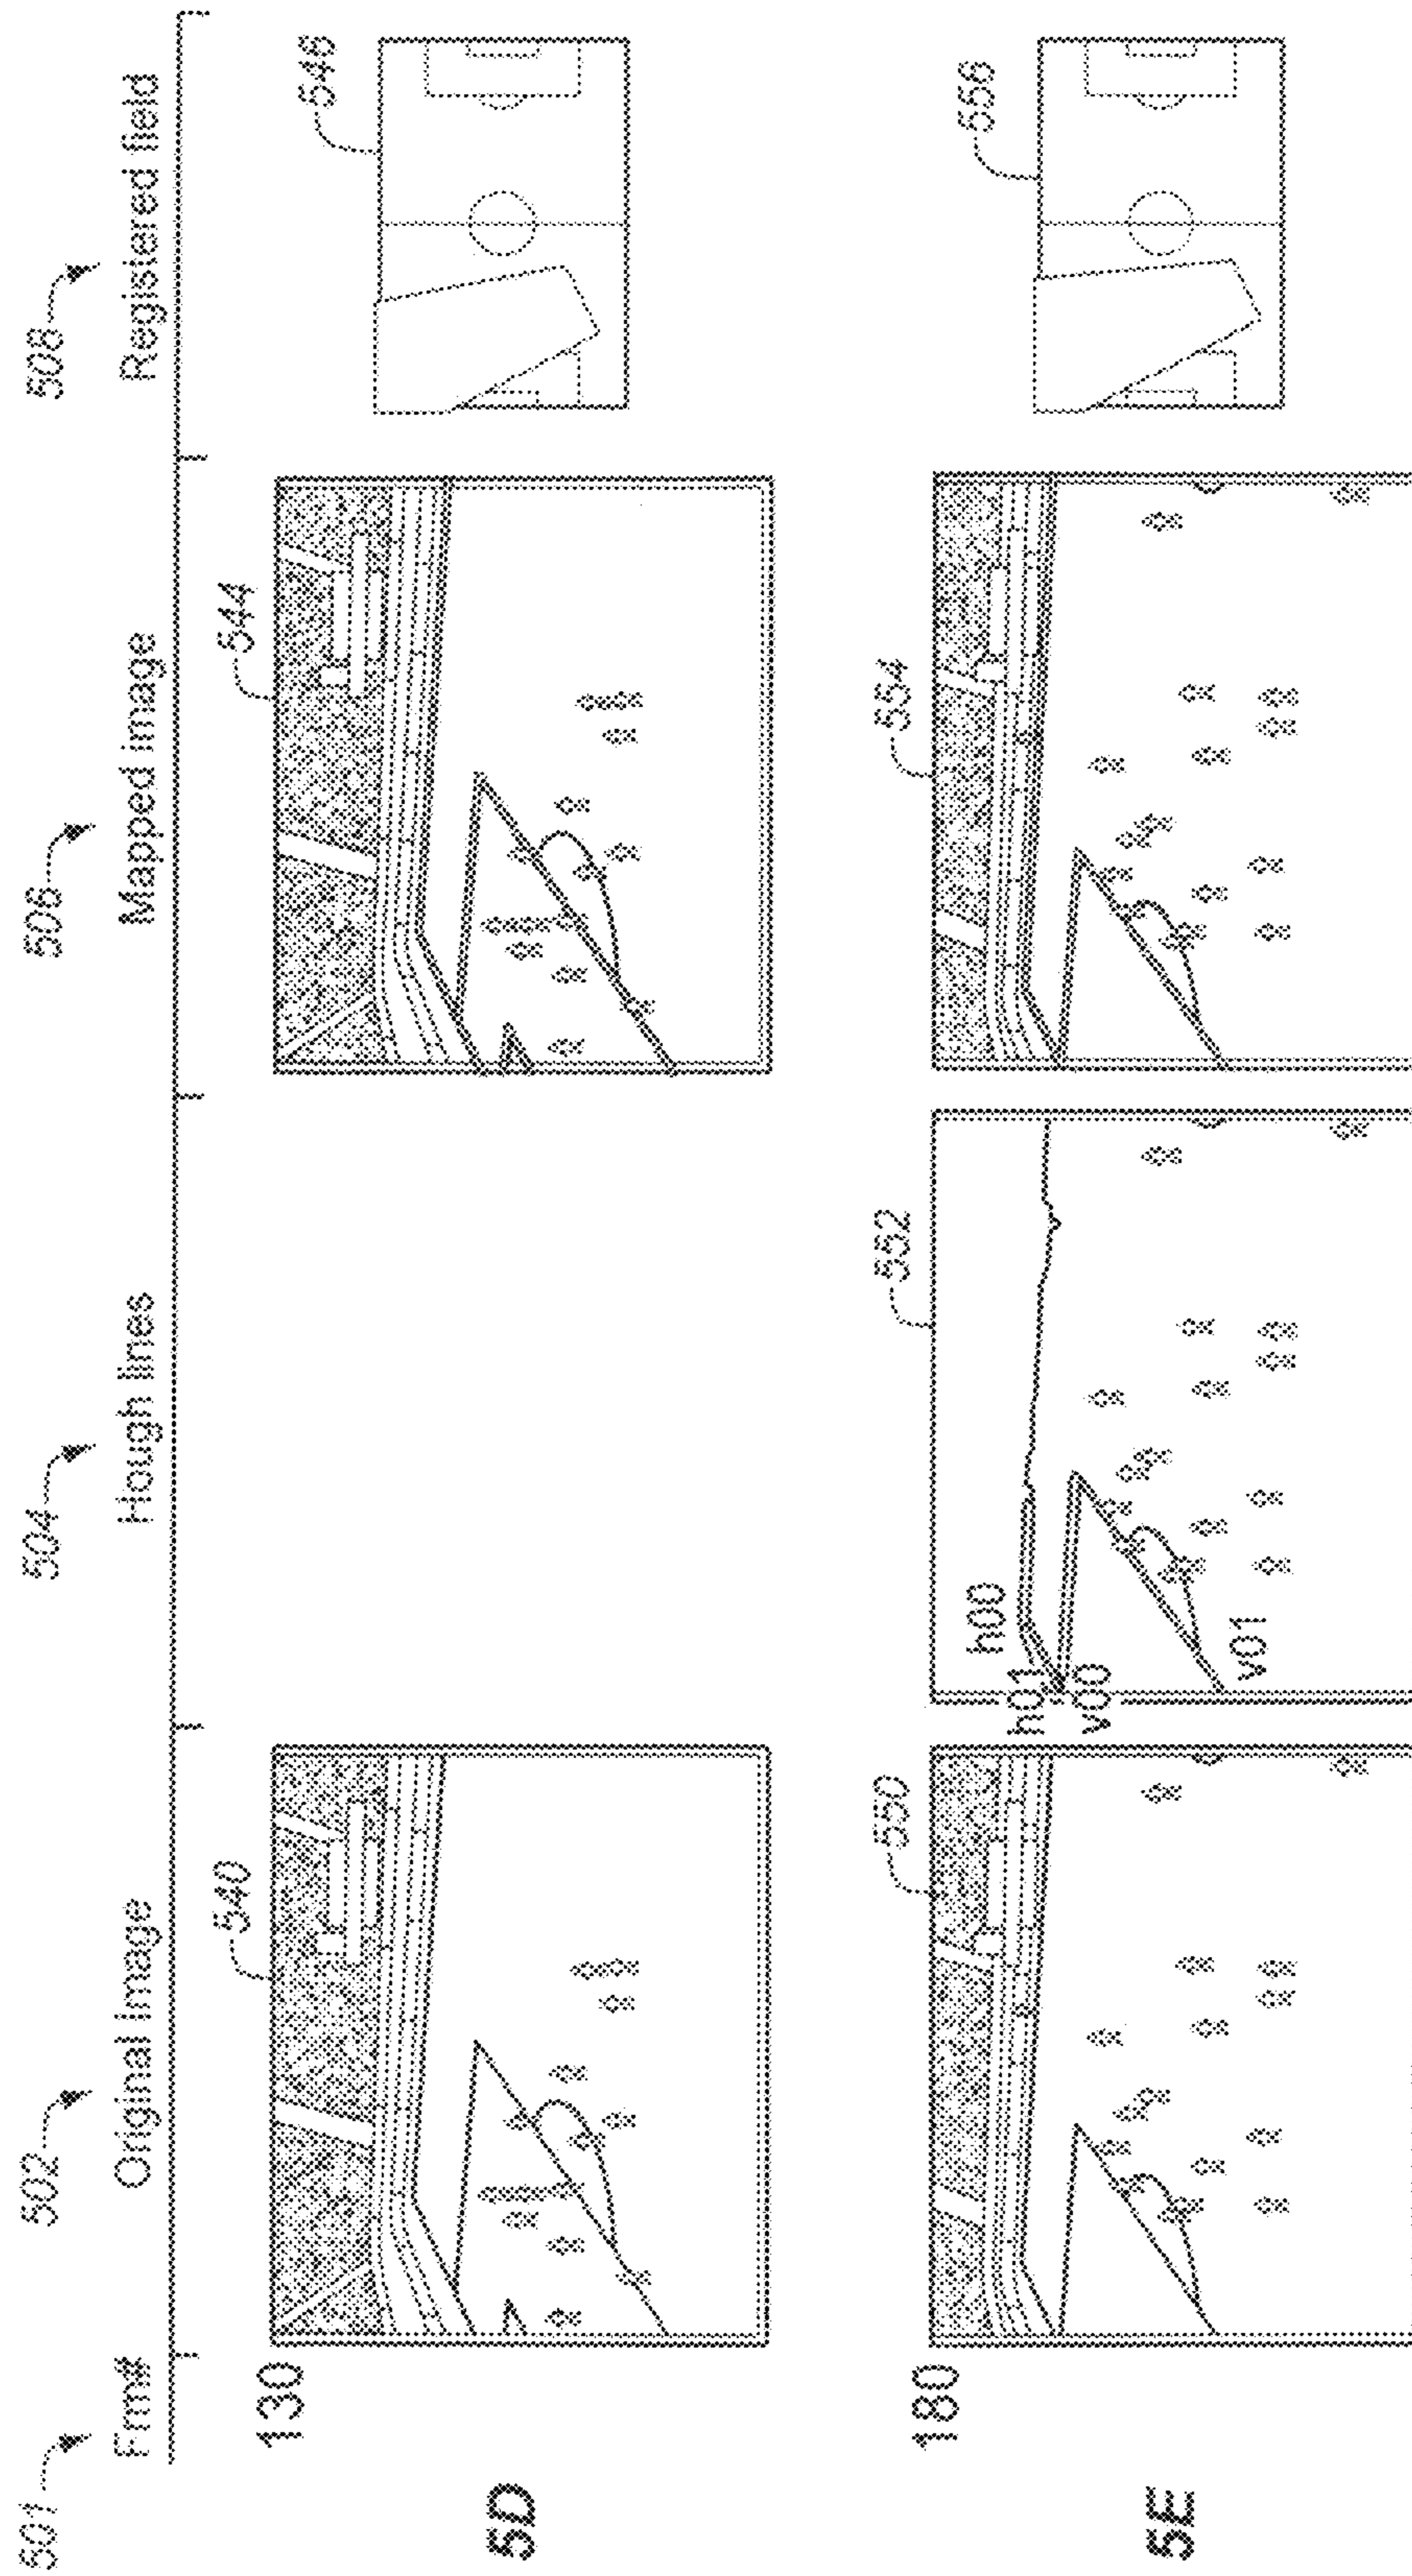 501 502 504 506 508
Frm# Original Image Hough lines Mapped image Registered field
130 540 544 546
5D
180 550 552 554 556
h00
h01
v00
v01
5E